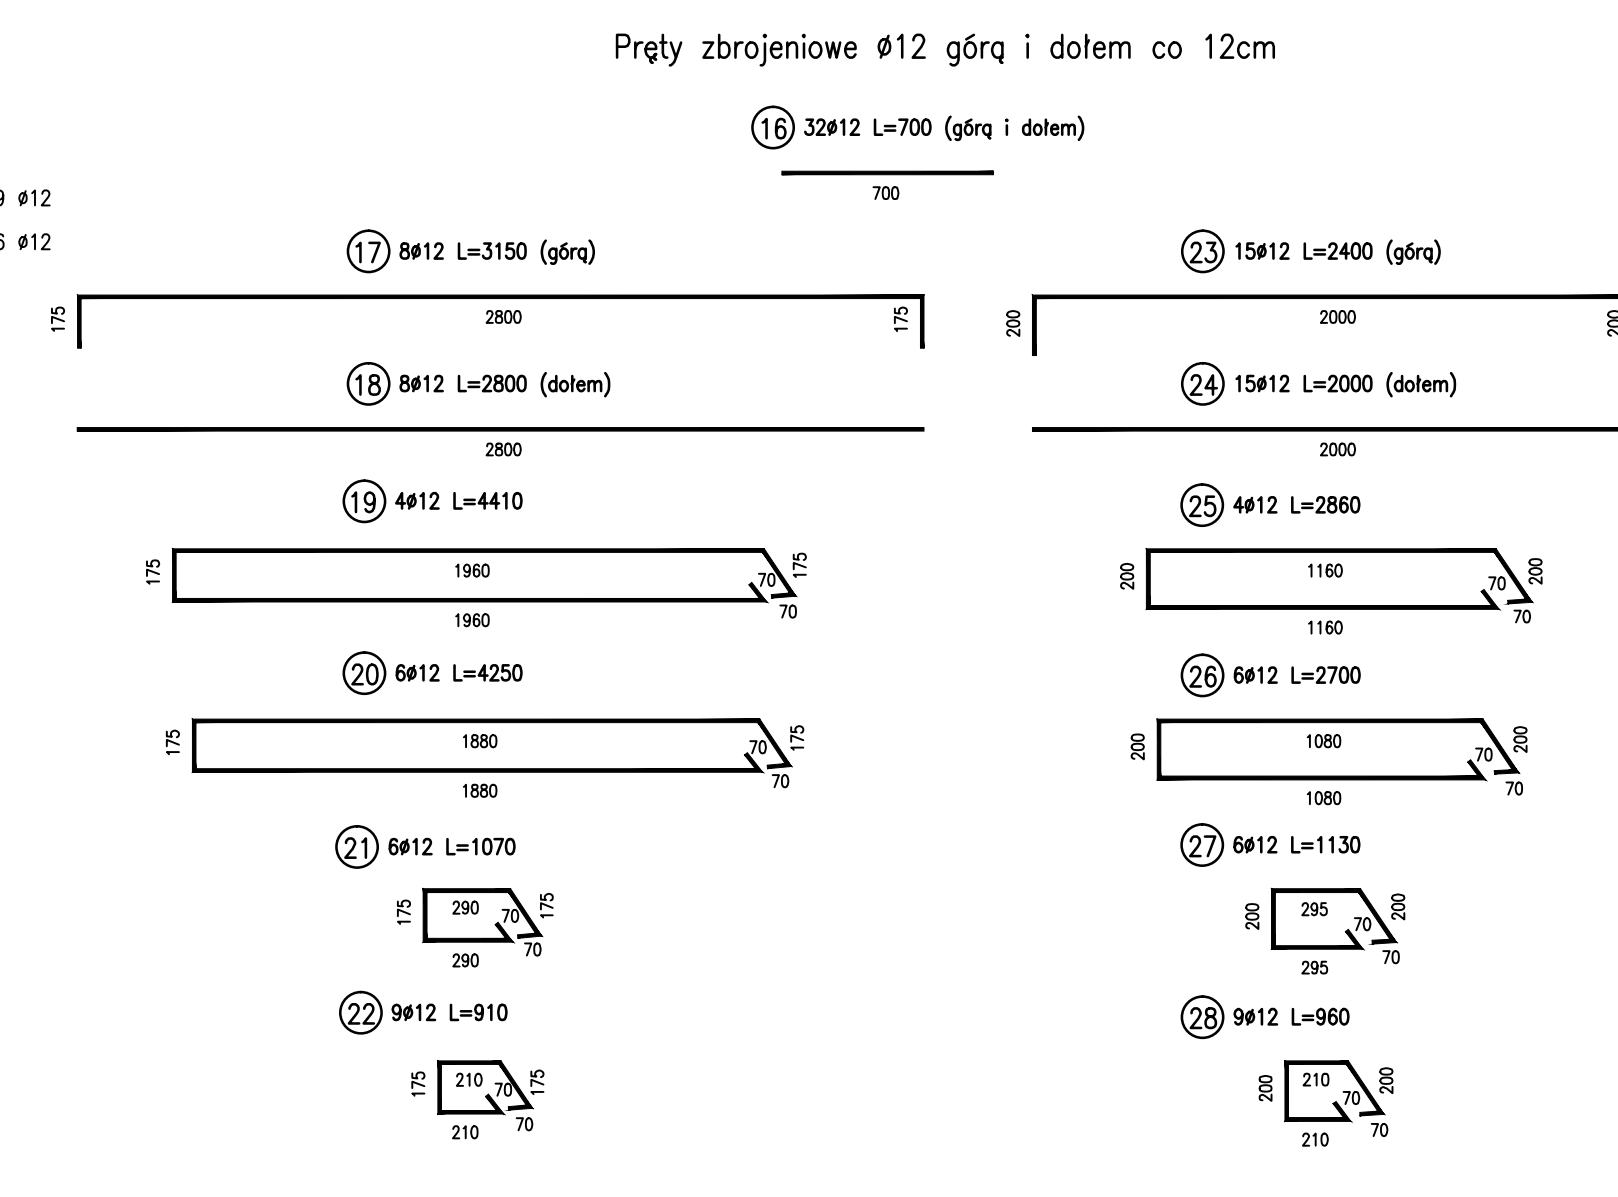 Pręty zbrojeniowe Ø12 górą i dołem co 12cm
16 32ø12 L=700 (górą i dołem)
700
9 ø12
6 ø12
17 8ø12 L=3150 (górą)
175 2800 175
18 8ø12 L=2800 (dołem)
2800
19 4ø12 L=4410
175 1960 70 175
1960 70
20 6ø12 L=4250
175 1880 70 175
1880 70
21 6ø12 L=1070
175 290 70 175
290 70
22 9ø12 L=910
175 210 70 175
210 70
23 15ø12 L=2400 (górą)
200 2000 200
24 15ø12 L=2000 (dołem)
2000
25 4ø12 L=2860
200 1160 70 200
1160 70
26 6ø12 L=2700
200 1080 70 200
1080 70
27 6ø12 L=1130
200 295 70 200
295 70
28 9ø12 L=960
200 210 70 200
210 70